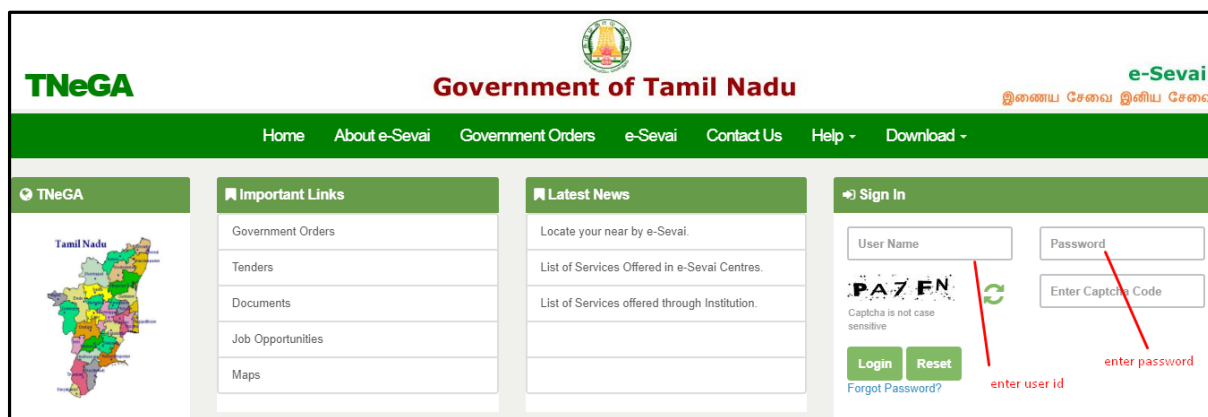 TNeGA
Government of Tamil Nadu
e-Sevai
இணைய சேவை இனிய சேவை
Home About e-Sevai Government Orders e-Sevai Contact Us Help Download
TNeGA
Tamil Nadu
Important Links
Government Orders
Tenders
Documents
Job Opportunities
Maps
Latest News
Locate your near by e-Sevai.
List of Services Offered in e-Sevai Centres.
List of Services offered through Institution.
Sign In
User Name
Password
PA7FN
Enter Captcha Code
Captcha is not case
sensitive
Login Reset
Forgot Password?
enter user id
enter password